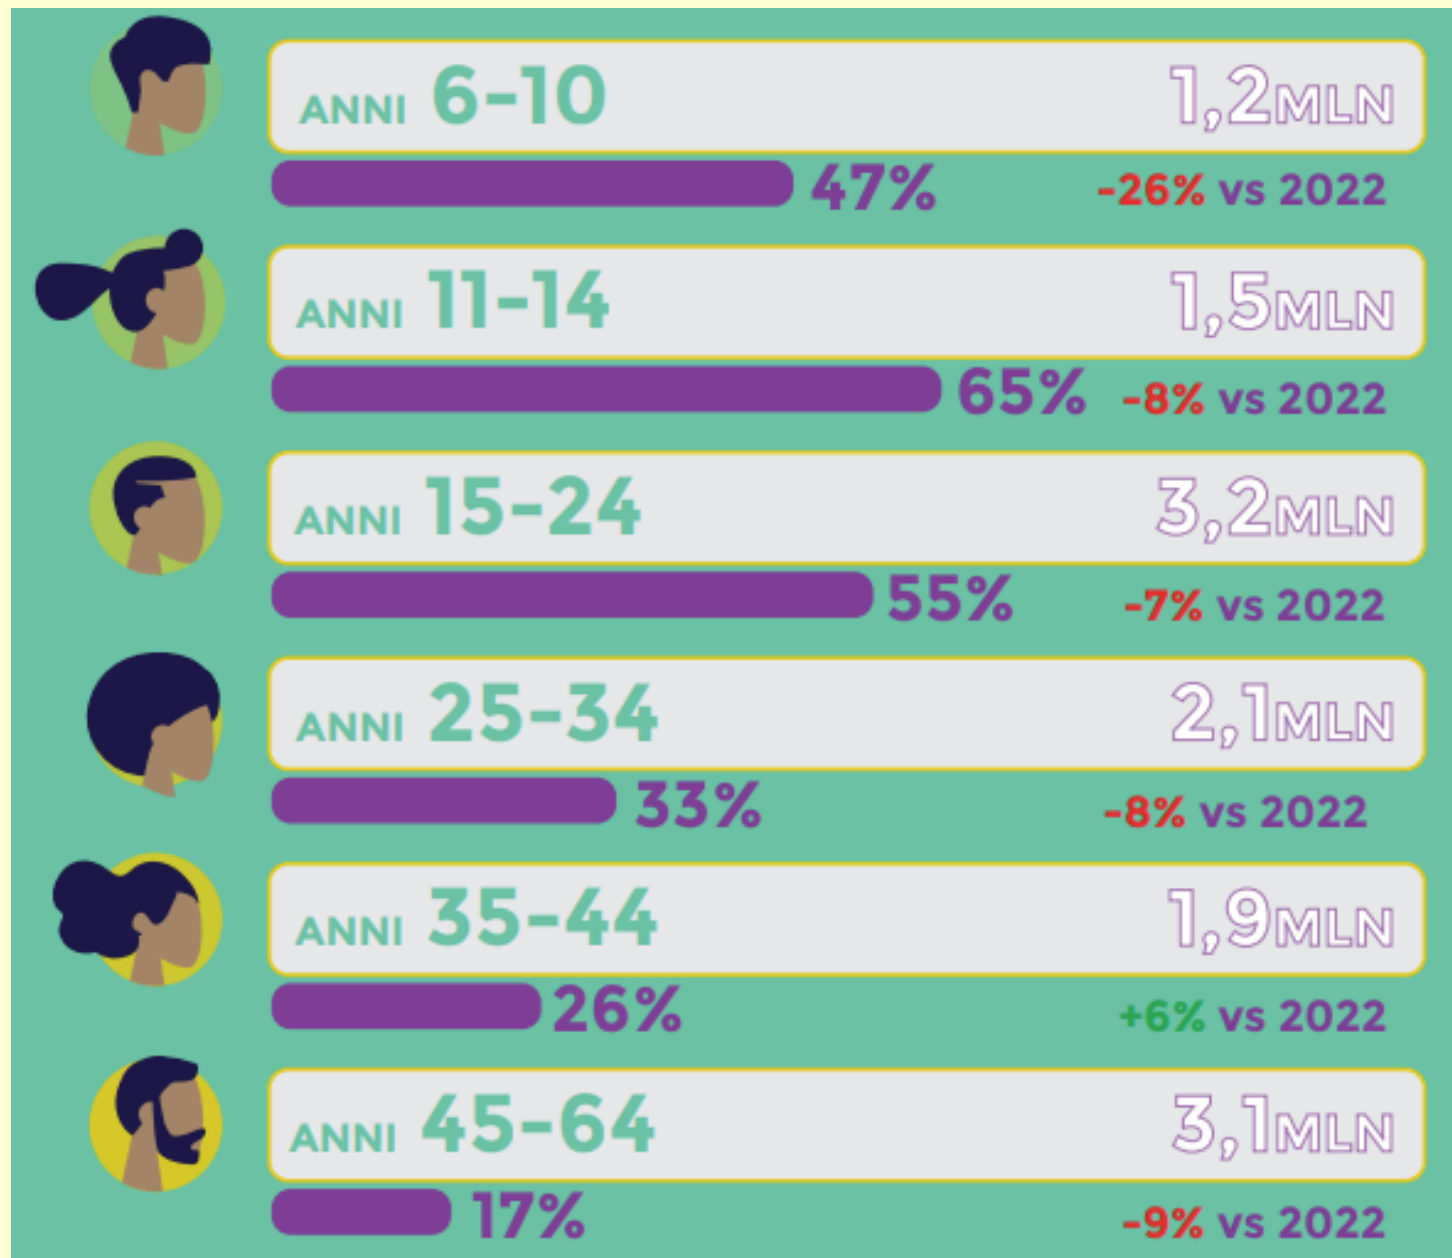 ANNI 6-10 1,2MLN
47% -26% vs 2022
ANNI 11-14 1,5MLN
65% -8% vs 2022
ANNI 15-24 3,2MLN
55% -7% vs 2022
ANNI 25-34 2,1MLN
33% -8% vs 2022
ANNI 35-44 1,9MLN
26% +6% vs 2022
ANNI 45-64 3,1MLN
17% -9% vs 2022